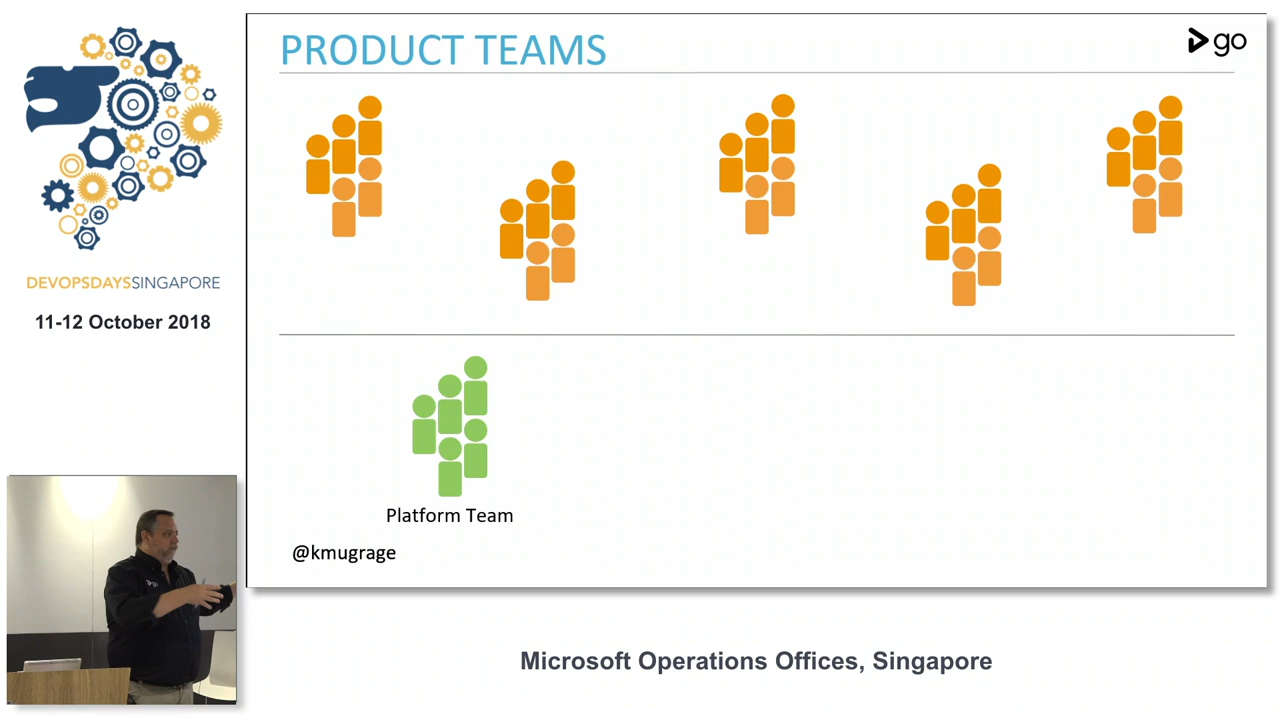 PRODUCT TEAMS
go
DEVOPSDAYSSINGAPORE
11-12 October 2018
Platform Team
@kmugrage
Microsoft Operations Offices, Singapore